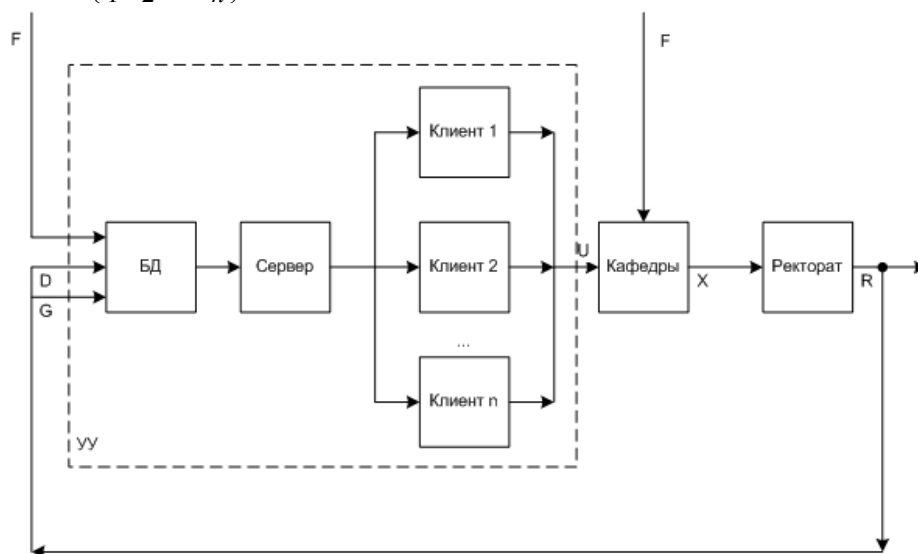 F
F
Клиент 1
БД
Сервер
Клиент 2
U
Кафедры
Ректорат
D
X
R
G
...
Клиент n
УУ